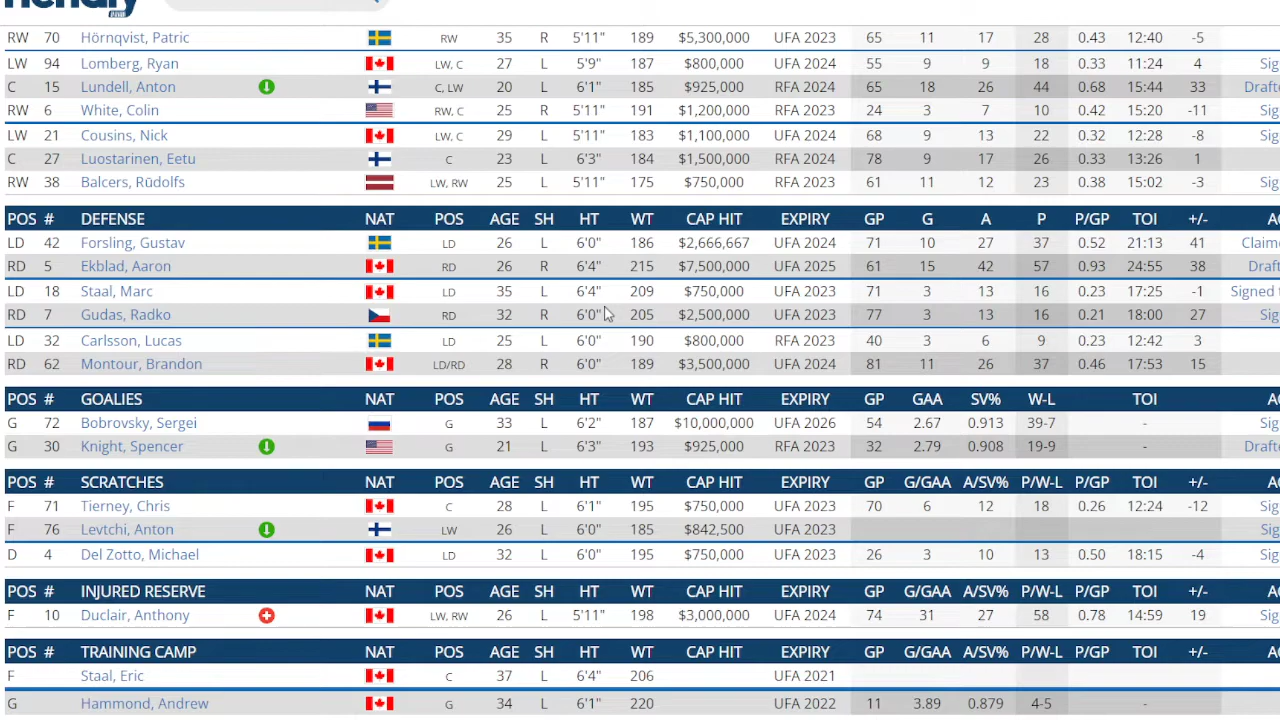 RW 70 Hörnqvist, Patric RW 35 R 5'11" 189 $5,300,000 UFA 2023 65 11 17 28 0.43 12:40 -5
LW 94 Lomberg, Ryan LW, C 27 L 5'9" 187 $800,000 UFA 2024 55 9 9 18 0.33 11:24 4 Sig
C 15 Lundell, Anton C, LW 20 L 6'1" 185 $925,000 RFA 2024 65 18 26 44 0.68 15:44 33 Drafte
RW 6 White, Colin RW, C 25 R 5'11" 191 $1,200,000 RFA 2023 24 3 7 10 0.42 15:20 -11 Sig
LW 21 Cousins, Nick LW, C 29 L 5'11" 183 $1,100,000 UFA 2024 68 9 13 22 0.32 12:28 -8 Sig
C 27 Luostarinen, Eetu C 23 L 6'3" 184 $1,500,000 RFA 2024 78 9 17 26 0.33 13:26 1 Sig
RW 38 Balcers, Rūdolfs LW, RW 25 L 5'11" 175 $750,000 RFA 2023 61 11 12 23 0.38 15:02 -3 Sig
POS # DEFENSE NAT POS AGE SH HT WT CAP HIT EXPIRY GP G A P P/GP TOI +/- AC
LD 42 Forsling, Gustav LD 26 L 6'0" 186 $2,666,667 UFA 2024 71 10 27 37 0.52 21:13 41 Claim
RD 5 Ekblad, Aaron RD 26 R 6'4" 215 $7,500,000 UFA 2025 61 15 42 57 0.93 24:55 38 Draft
LD 18 Staal, Marc LD 35 L 6'4" 209 $750,000 UFA 2023 71 3 13 16 0.23 17:25 -1 Signed
RD 7 Gudas, Radko RD 32 R 6'0" 205 $2,500,000 UFA 2023 77 3 13 16 0.21 18:00 27 Sig
LD 32 Carlsson, Lucas LD 25 L 6'0" 190 $800,000 RFA 2023 40 3 6 9 0.23 12:42 3 Sig
RD 62 Montour, Brandon LD/RD 28 R 6'0" 189 $3,500,000 UFA 2024 81 11 26 37 0.46 17:53 15 Sig
POS # GOALIES NAT POS AGE SH HT WT CAP HIT EXPIRY GP GAA SV% W-L TOI AC
G 72 Bobrovsky, Sergei G 33 L 6'2" 187 $10,000,000 UFA 2026 54 2.67 0.913 39-7 - Sig
G 30 Knight, Spencer G 21 L 6'3" 193 $925,000 RFA 2023 32 2.79 0.908 19-9 - Drafte
POS # SCRATCHES NAT POS AGE SH HT WT CAP HIT EXPIRY GP G/GAA A/SV% P/W-L P/GP TOI +/- AC
F 71 Tierney, Chris C 28 L 6'1" 195 $750,000 UFA 2023 70 6 12 18 0.26 12:24 -12 Sig
F 76 Levtchi, Anton LW 26 L 6'0" 185 $842,500 UFA 2023 Sig
D 4 Del Zotto, Michael LD 32 L 6'0" 195 $750,000 UFA 2023 26 3 10 13 0.50 18:15 -4 Sig
POS # INJURED RESERVE NAT POS AGE SH HT WT CAP HIT EXPIRY GP G/GAA A/SV% P/W-L P/GP TOI +/- AC
F 10 Duclair, Anthony LW, RW 26 L 5'11" 198 $3,000,000 UFA 2024 74 31 27 58 0.78 14:59 19 Sig
POS # TRAINING CAMP NAT POS AGE SH HT WT CAP HIT EXPIRY GP G/GAA A/SV% P/W-L P/GP TOI +/- AC
F Staal, Eric C 37 L 6'4" 206 UFA 2021
G Hammond, Andrew G 34 L 6'1" 220 UFA 2022 11 3.89 0.879 4-5 -